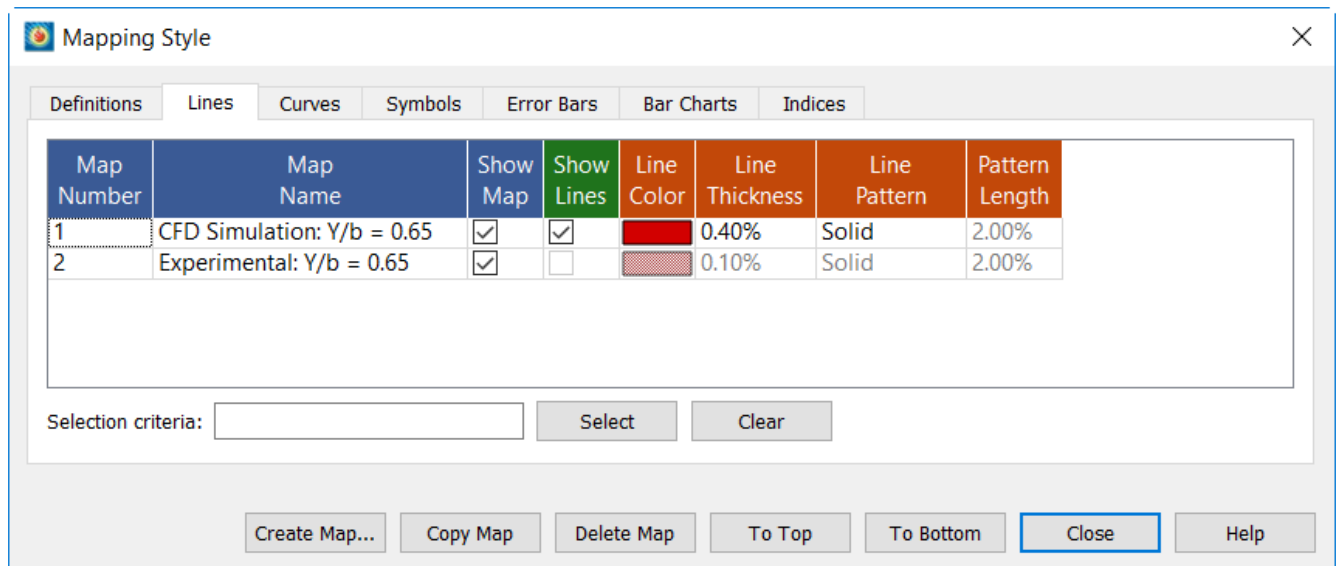 Mapping Style
Definitions Lines Curves Symbols Error Bars Bar Charts Indices
Map Number Map Name Show Map Show Lines Line Color Line Thickness Line Pattern Pattern Length
1 CFD Simulation: Y/b = 0.65 0.40% Solid 2.00%
2 Experimental: Y/b = 0.65 0.10% Solid 2.00%
Selection criteria: Select Clear
Create Map... Copy Map Delete Map To Top To Bottom Close Help